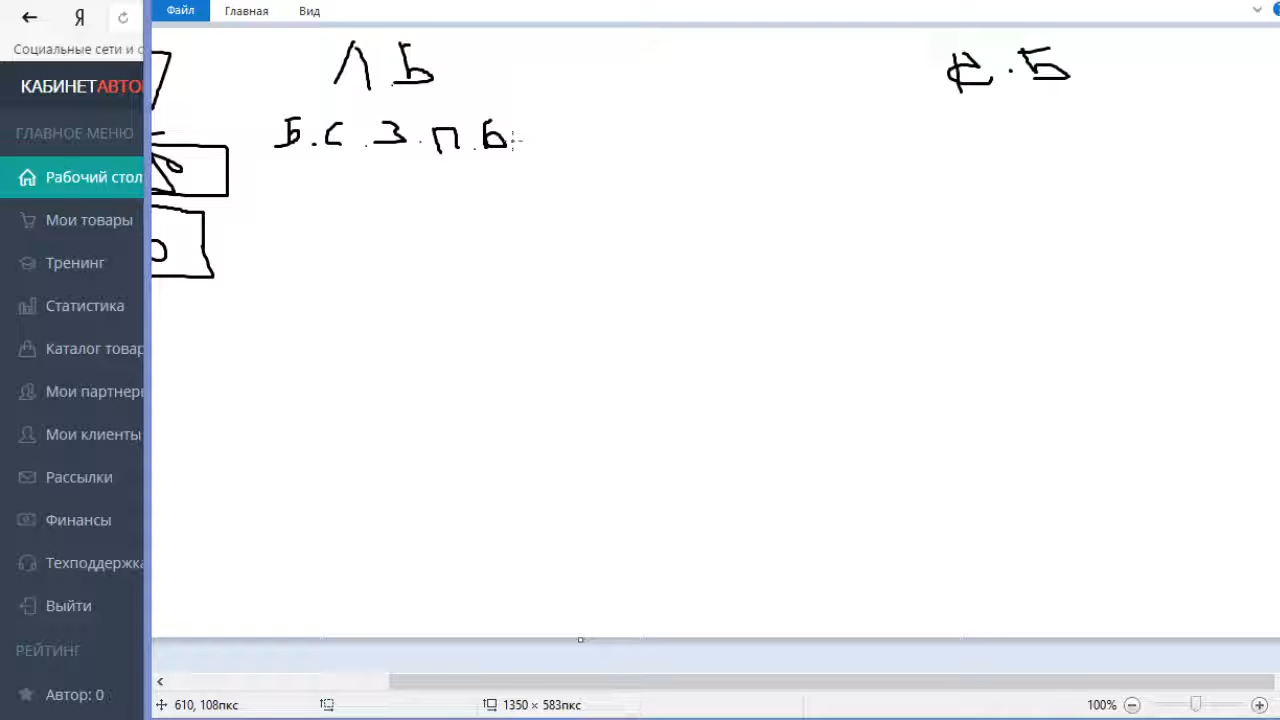 Я
Файл Главная Вид
Социальные сети и с
КАБИНЕТАВТО
ГЛАВНОЕ МЕНЮ
Рабочий стол
Мои товары
Тренинг
Статистика
Каталог товар
Мои партнеры
Мои клиенты
Рассылки
Финансы
Техподдержка
Выйти
РЕЙТИНГ
Автор: 0
Л Б
Б.С.З.П.Б
.Б
610, 108пкс 1350 × 583пкс 100%